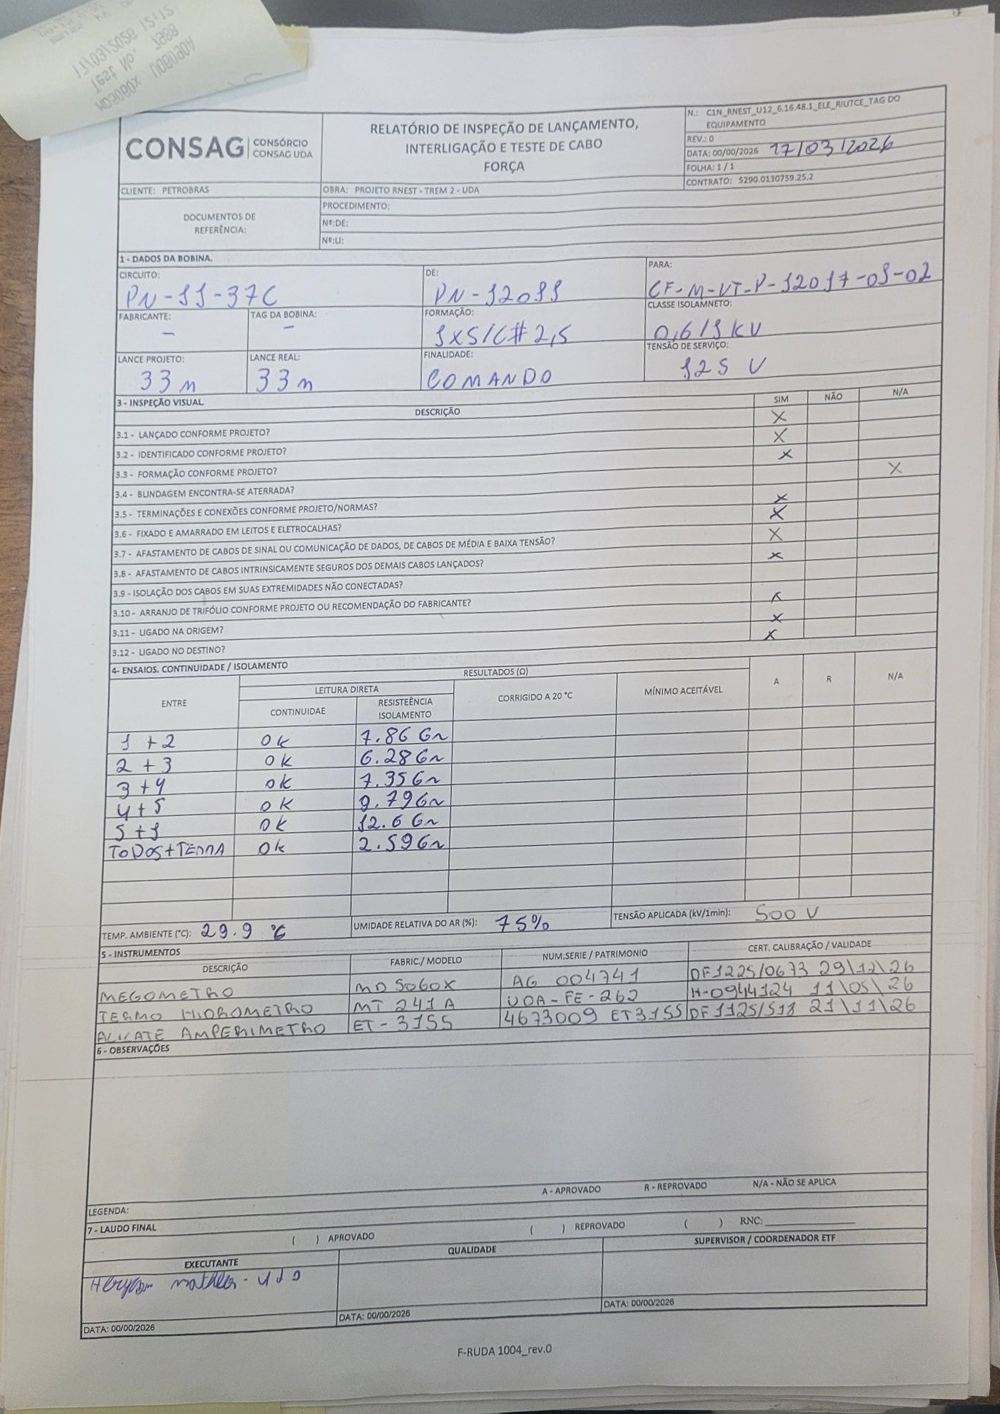 CONSAG CONSÓRCIO CONSAG UDA
RELATÓRIO DE INSPEÇÃO DE LANÇAMENTO, INTERLIGAÇÃO E TESTE DE CABO FORÇA
N.: C1N_RNEST_U12_6.16.48.1_ELE_RIUTCE_TAG DO EQUIPAMENTO
REV.: 0
DATA: 00/00/2026 17/03/2026
FOLHA: 1 / 1
CONTRATO: 5290.0130759.25.2
CLIENTE: PETROBRAS
OBRA: PROJETO RNEST - TREM 2 - UDA
DOCUMENTOS DE REFERÊNCIA:
PROCEDIMENTO:
Nº:DE:
Nº:LI:
1 - DADOS DA BOBINA.
CIRCUITO: PN-11-37C
DE: PN-12011
PARA: CF-M-VT-P-12017-01-02
FABRICANTE: -
TAG DA BOBINA: -
FORMAÇÃO: 1x5/C#2,5
CLASSE ISOLAMNETO: 0,6/1 KV
LANCE PROJETO: 33 m
LANCE REAL: 33 m
FINALIDADE: COMANDO
TENSÃO DE SERVIÇO: 125 V
3 - INSPEÇÃO VISUAL
DESCRIÇÃO SIM NÃO N/A
3.1 - LANÇADO CONFORME PROJETO? X
3.2 - IDENTIFICADO CONFORME PROJETO? X
3.3 - FORMAÇÃO CONFORME PROJETO? X
3.4 - BLINDAGEM ENCONTRA-SE ATERRADA? X
3.5 - TERMINAÇÕES E CONEXÕES CONFORME PROJETO/NORMAS? X
3.6 - FIXADO E AMARRADO EM LEITOS E ELETROCALHAS? X
3.7 - AFASTAMENTO DE CABOS DE SINAL OU COMUNICAÇÃO DE DADOS, DE CABOS DE MÉDIA E BAIXA TENSÃO? X
3.8 - AFASTAMENTO DE CABOS INTRINSICAMENTE SEGUROS DOS DEMAIS CABOS LANÇADOS? X
3.9 - ISOLAÇÃO DOS CABOS EM SUAS EXTREMIDADES NÃO CONECTADAS?
3.10 - ARRANJO DE TRIFÓLIO CONFORME PROJETO OU RECOMENDAÇÃO DO FABRICANTE? X
3.11 - LIGADO NA ORIGEM? X
3.12 - LIGADO NO DESTINO? X
4- ENSAIOS. CONTINUIDADE / ISOLAMENTO
RESULTADOS (Ω)
ENTRE LEITURA DIRETA CORRIGIDO A 20 °C MÍNIMO ACEITÁVEL A R N/A
CONTINUIDAE RESISTEÊNCIA ISOLAMENTO
1 + 2 OK 7.86 GΩ
2 + 3 OK 6.28 GΩ
3 + 4 OK 7.35 GΩ
4 + 5 OK 9.79 GΩ
5 + 1 OK 12.6 GΩ
TODOS+TERRA OK 2.59 GΩ
TEMP. AMBIENTE (°C): 29.9 °C
UMIDADE RELATIVA DO AR (%): 75%
TENSÃO APLICADA (kV/1min): 500 V
5 - INSTRUMENTOS
DESCRIÇÃO FABRIC./ MODELO NUM.SERIE / PATRIMONIO CERT. CALIBRAÇÃO / VALIDADE
MEGOMETRO MD5060X AG 004741 DF1225/0673 29\12\26
TERMO HIDROMETRO MT 241A UDA-FE-262 H-0944124 11\05\26
ALICATE AMPERIMETRO ET-3155 4673009 ET3155 DF1125/511 21\11\26
6 - OBSERVAÇÕES
LEGENDA: A - APROVADO R - REPROVADO N/A - NÃO SE APLICA
7 - LAUDO FINAL
( ) APROVADO ( ) REPROVADO ( ) RNC:
EXECUTANTE QUALIDADE SUPERVISOR / COORDENADOR ETF
DATA: 00/00/2026 DATA: 00/00/2026 DATA: 00/00/2026
F-RUDA 1004_rev.0